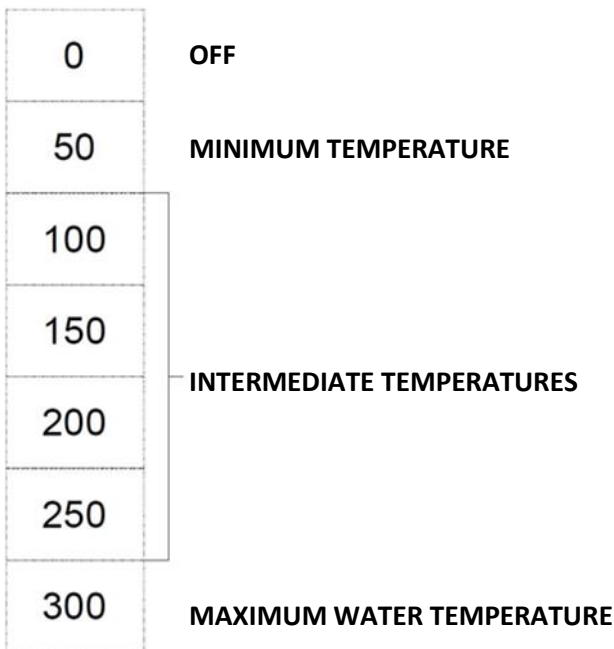 0 OFF
50 MINIMUM TEMPERATURE
100
150
INTERMEDIATE TEMPERATURES
200
250
300 MAXIMUM WATER TEMPERATURE